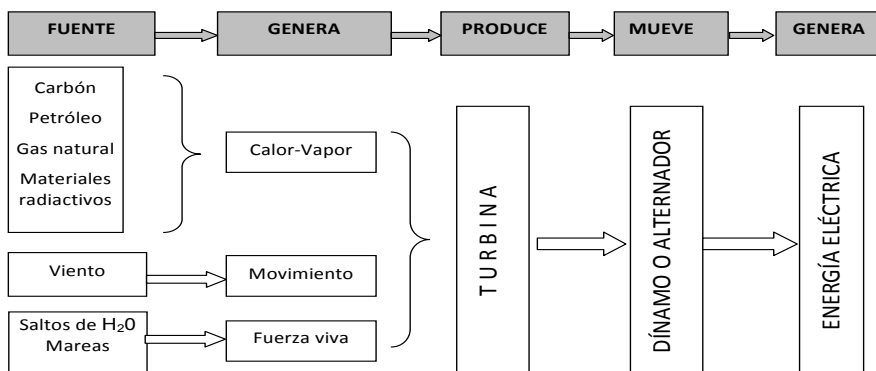 FUENTE
GENERA
PRODUCE
MUEVE
GENERA
Carbón
Petróleo
Gas natural
Materiales
radiactivos
Calor-Vapor
Viento
Movimiento
Saltos de H₂0
Mareas
Fuerza viva
TURBINA
DÍNAMO O ALTERNADOR
ENERGÍA ELÉCTRICA